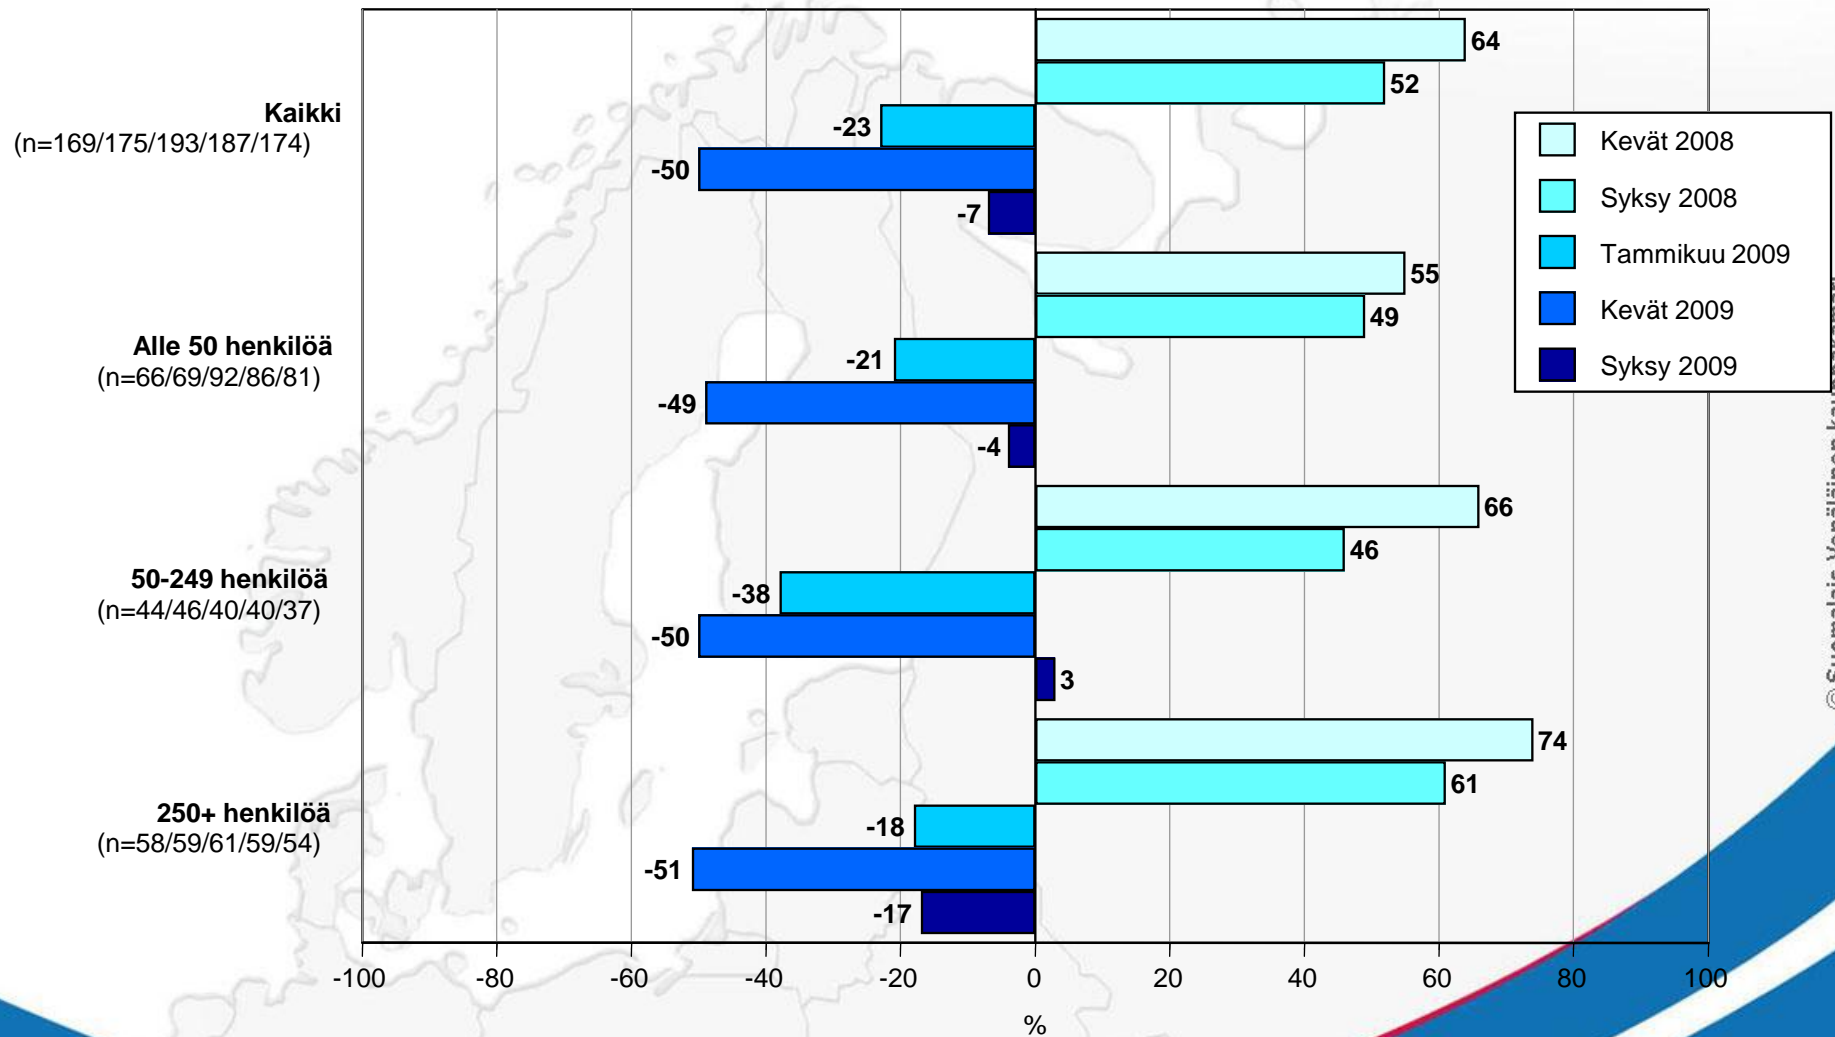 64
52
Kaikki
(n=169/175/193/187/174)
-23
-50
-7
Kevät 2008
Syksy 2008
Tammikuu 2009
Kevät 2009
Syksy 2009
55
49
Alle 50 henkilöä
(n=66/69/92/86/81)
-21
-49
-4
66
46
50-249 henkilöä
(n=44/46/40/40/37)
-38
-50
3
74
61
250+ henkilöä
(n=58/59/61/59/54)
-18
-51
-17
-100 -80 -60 -40 -20 0 20 40 60 80 100
%